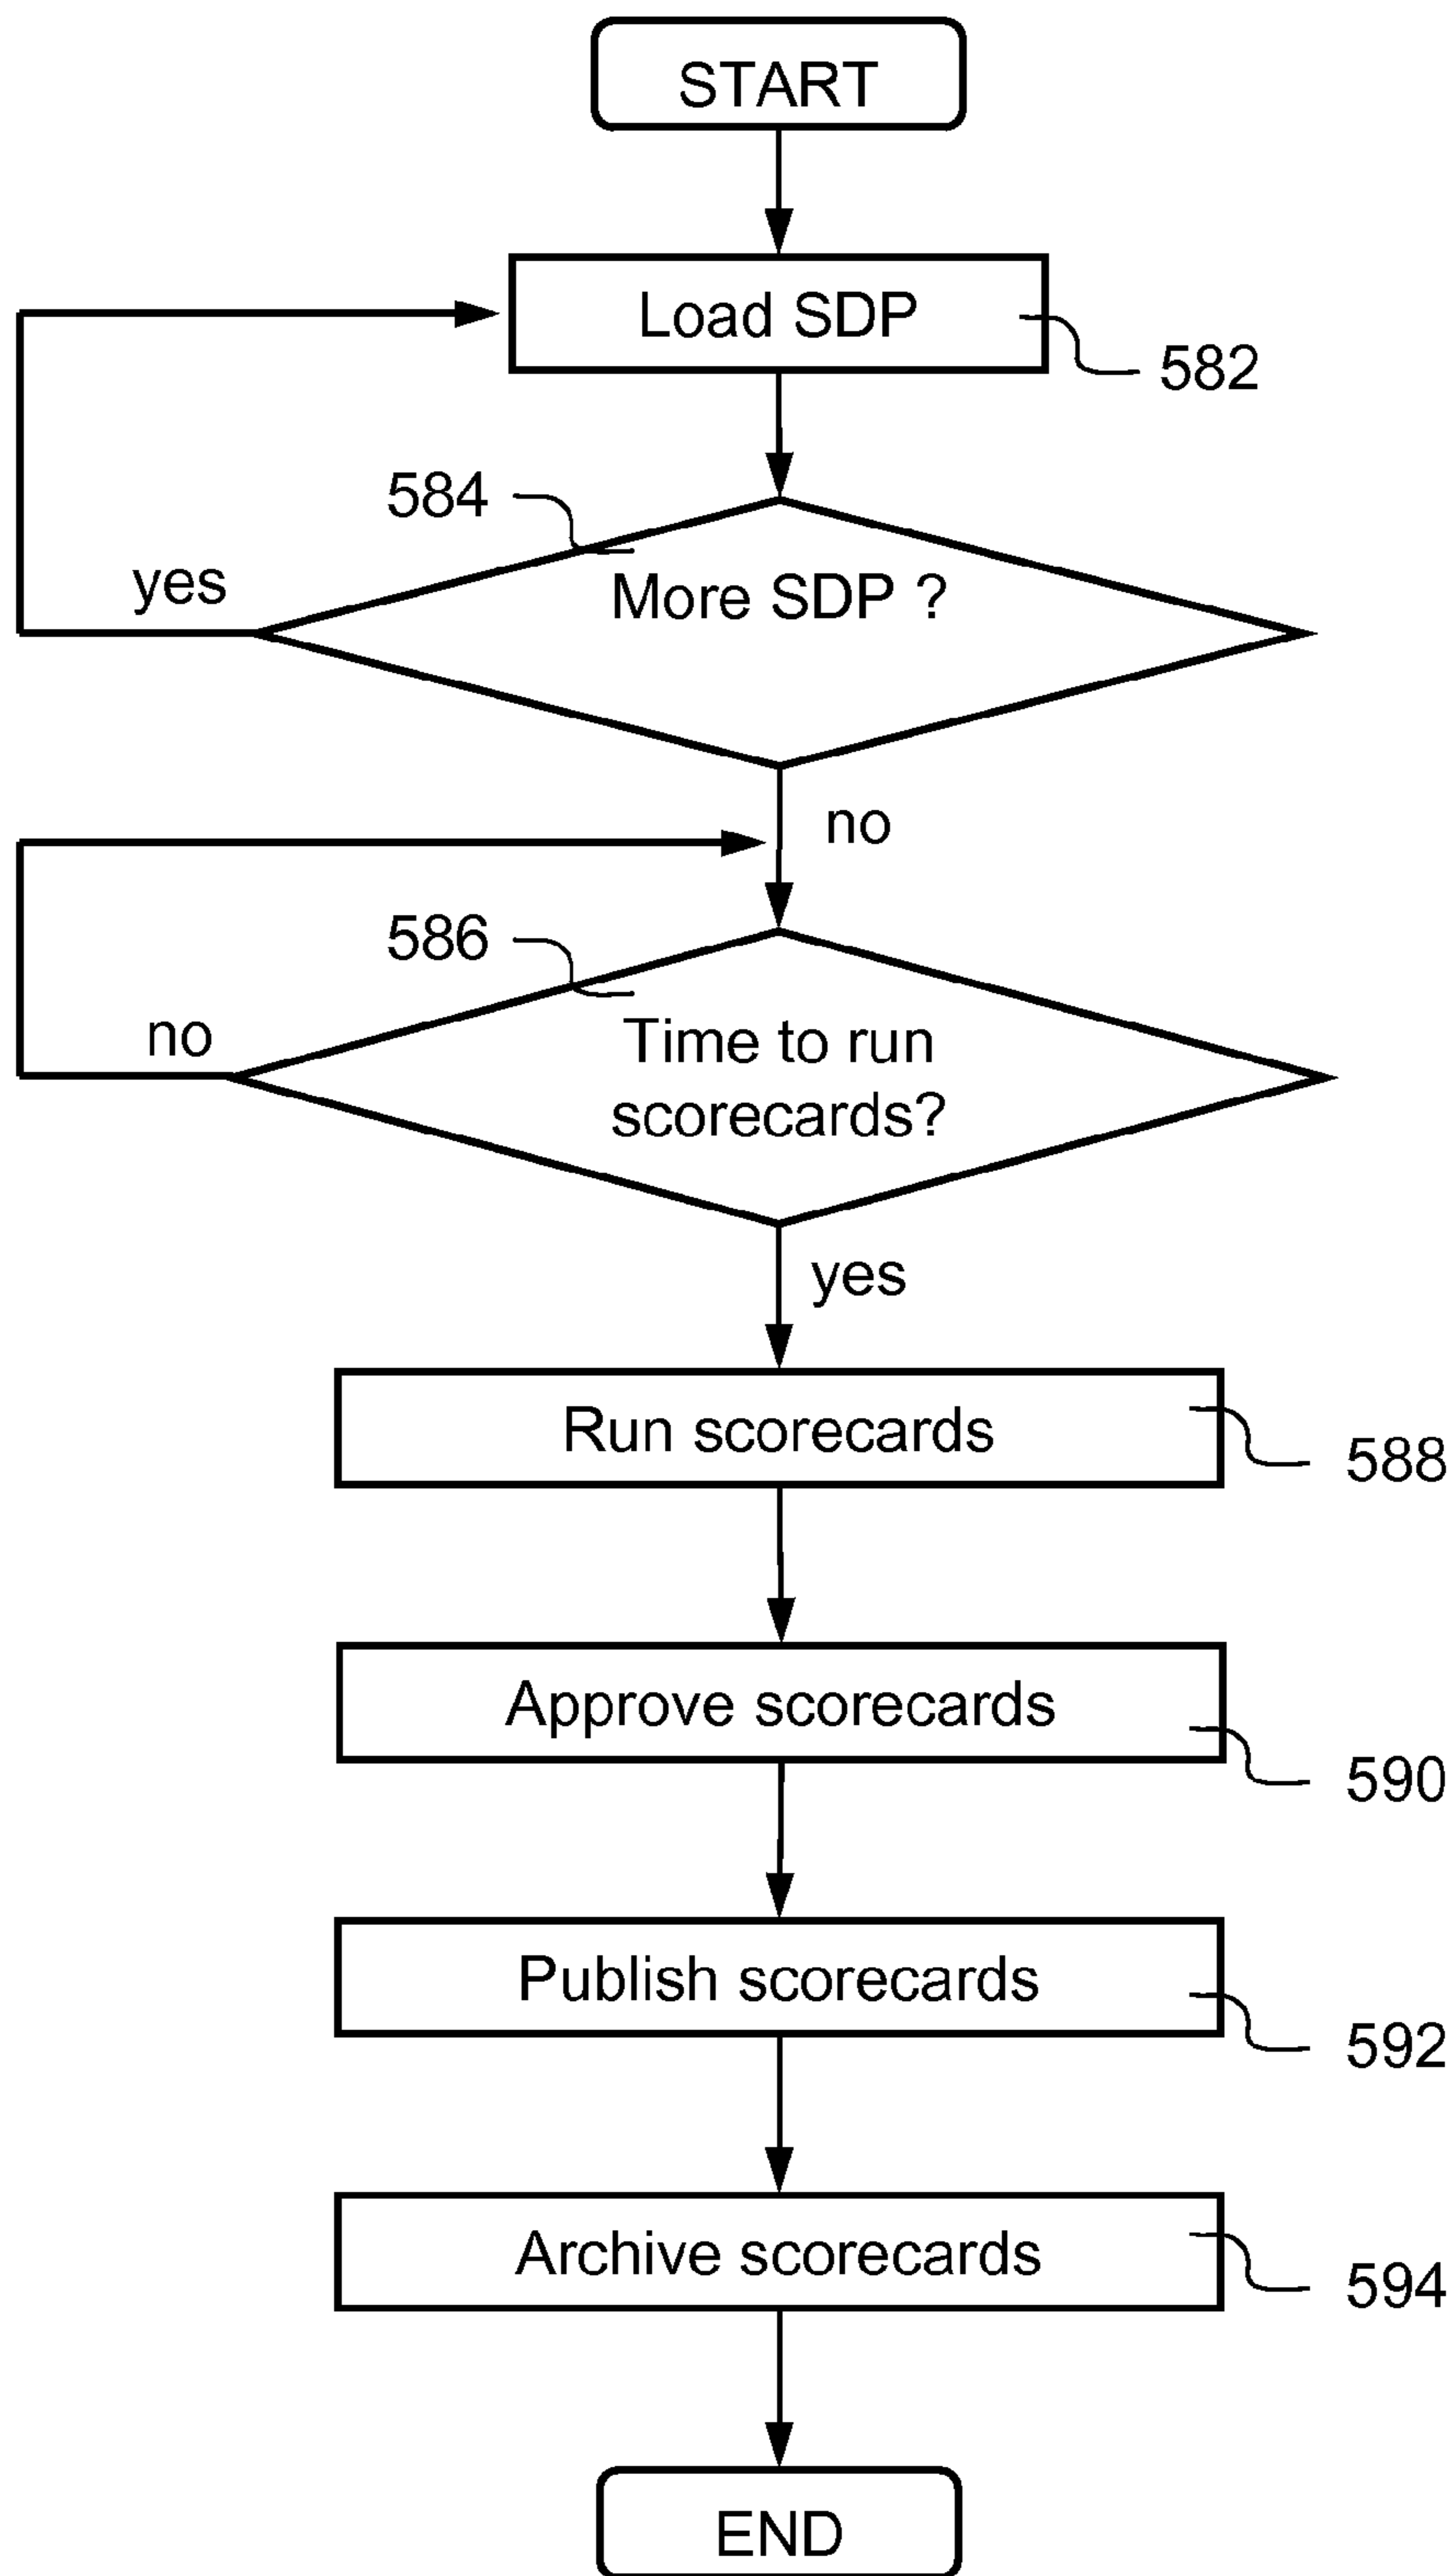 START
Load SDP
582
584
More SDP ?
yes
no
586
Time to run
scorecards?
no
yes
Run scorecards
588
Approve scorecards
590
Publish scorecards
592
Archive scorecards
594
END